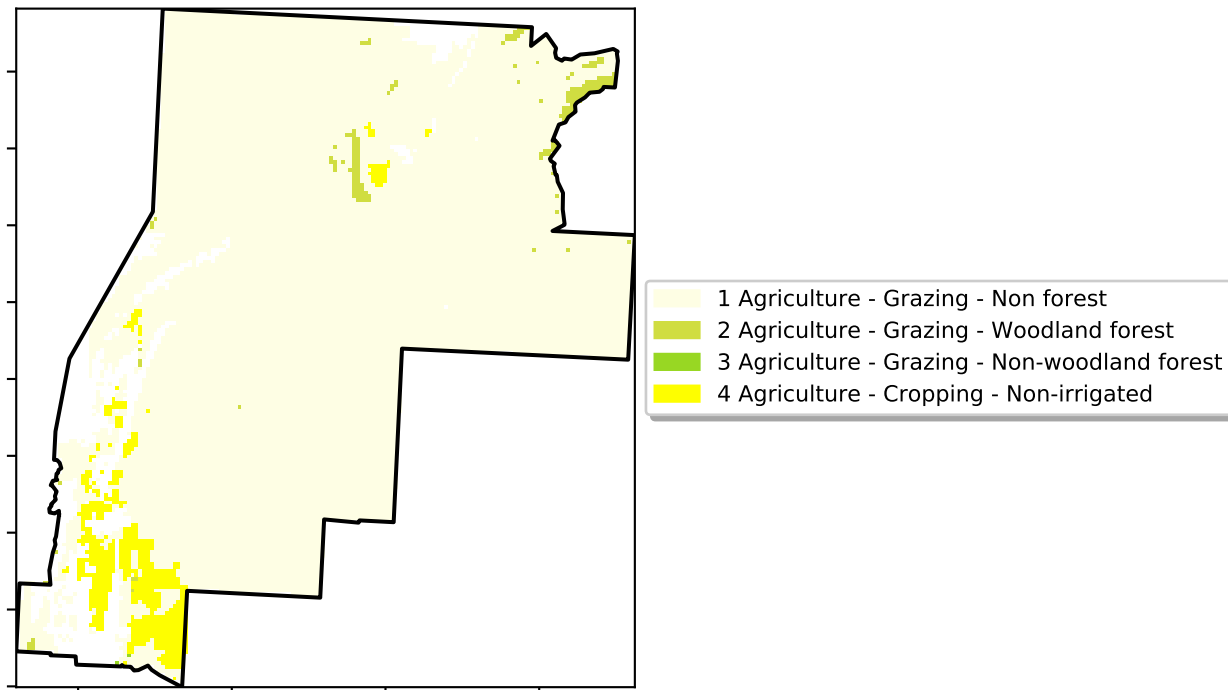 1 Agriculture - Grazing - Non forest
2 Agriculture - Grazing - Woodland forest
3 Agriculture - Grazing - Non-woodland forest
4 Agriculture - Cropping - Non-irrigated